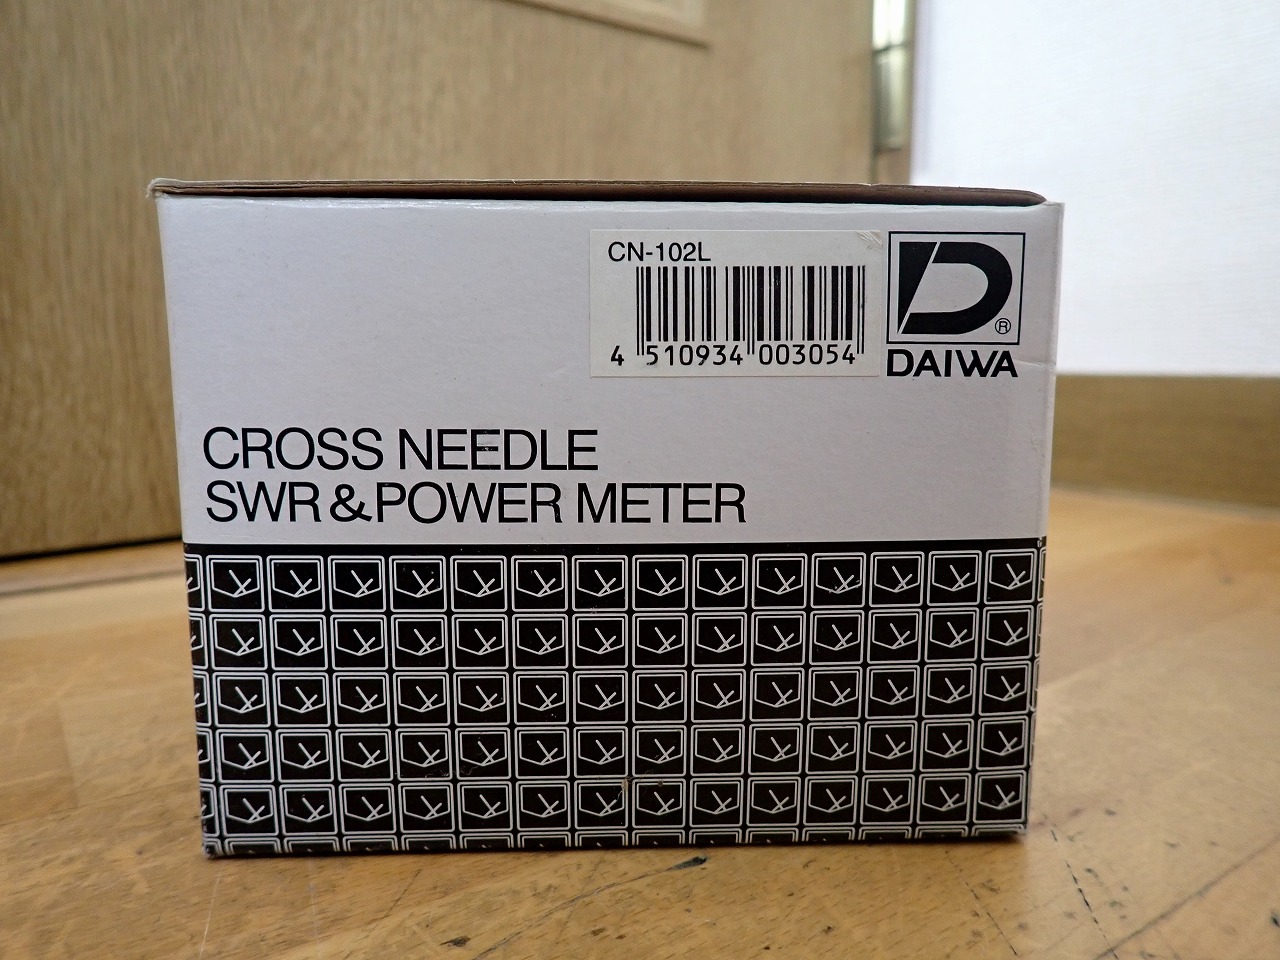 CN-102L
4 510934 003054
®
DAIWA
CROSS NEEDLE
SWR & POWER METER